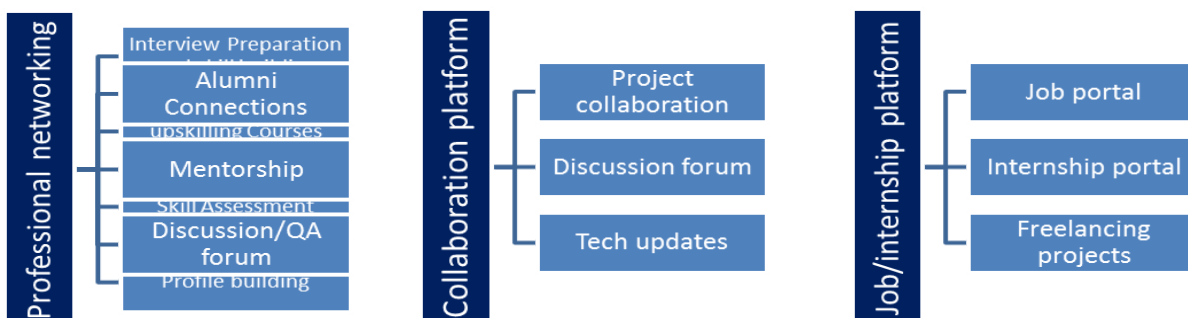 Professional networking
Interview Preparation
Alumni
Connections
upskilling Courses
Mentorship
Skill Assessment
Discussion/QA
forum
Profile building
Collaboration platform
Project
collaboration
Discussion forum
Tech updates
Job/internship platform
Job portal
Internship portal
Freelancing
projects